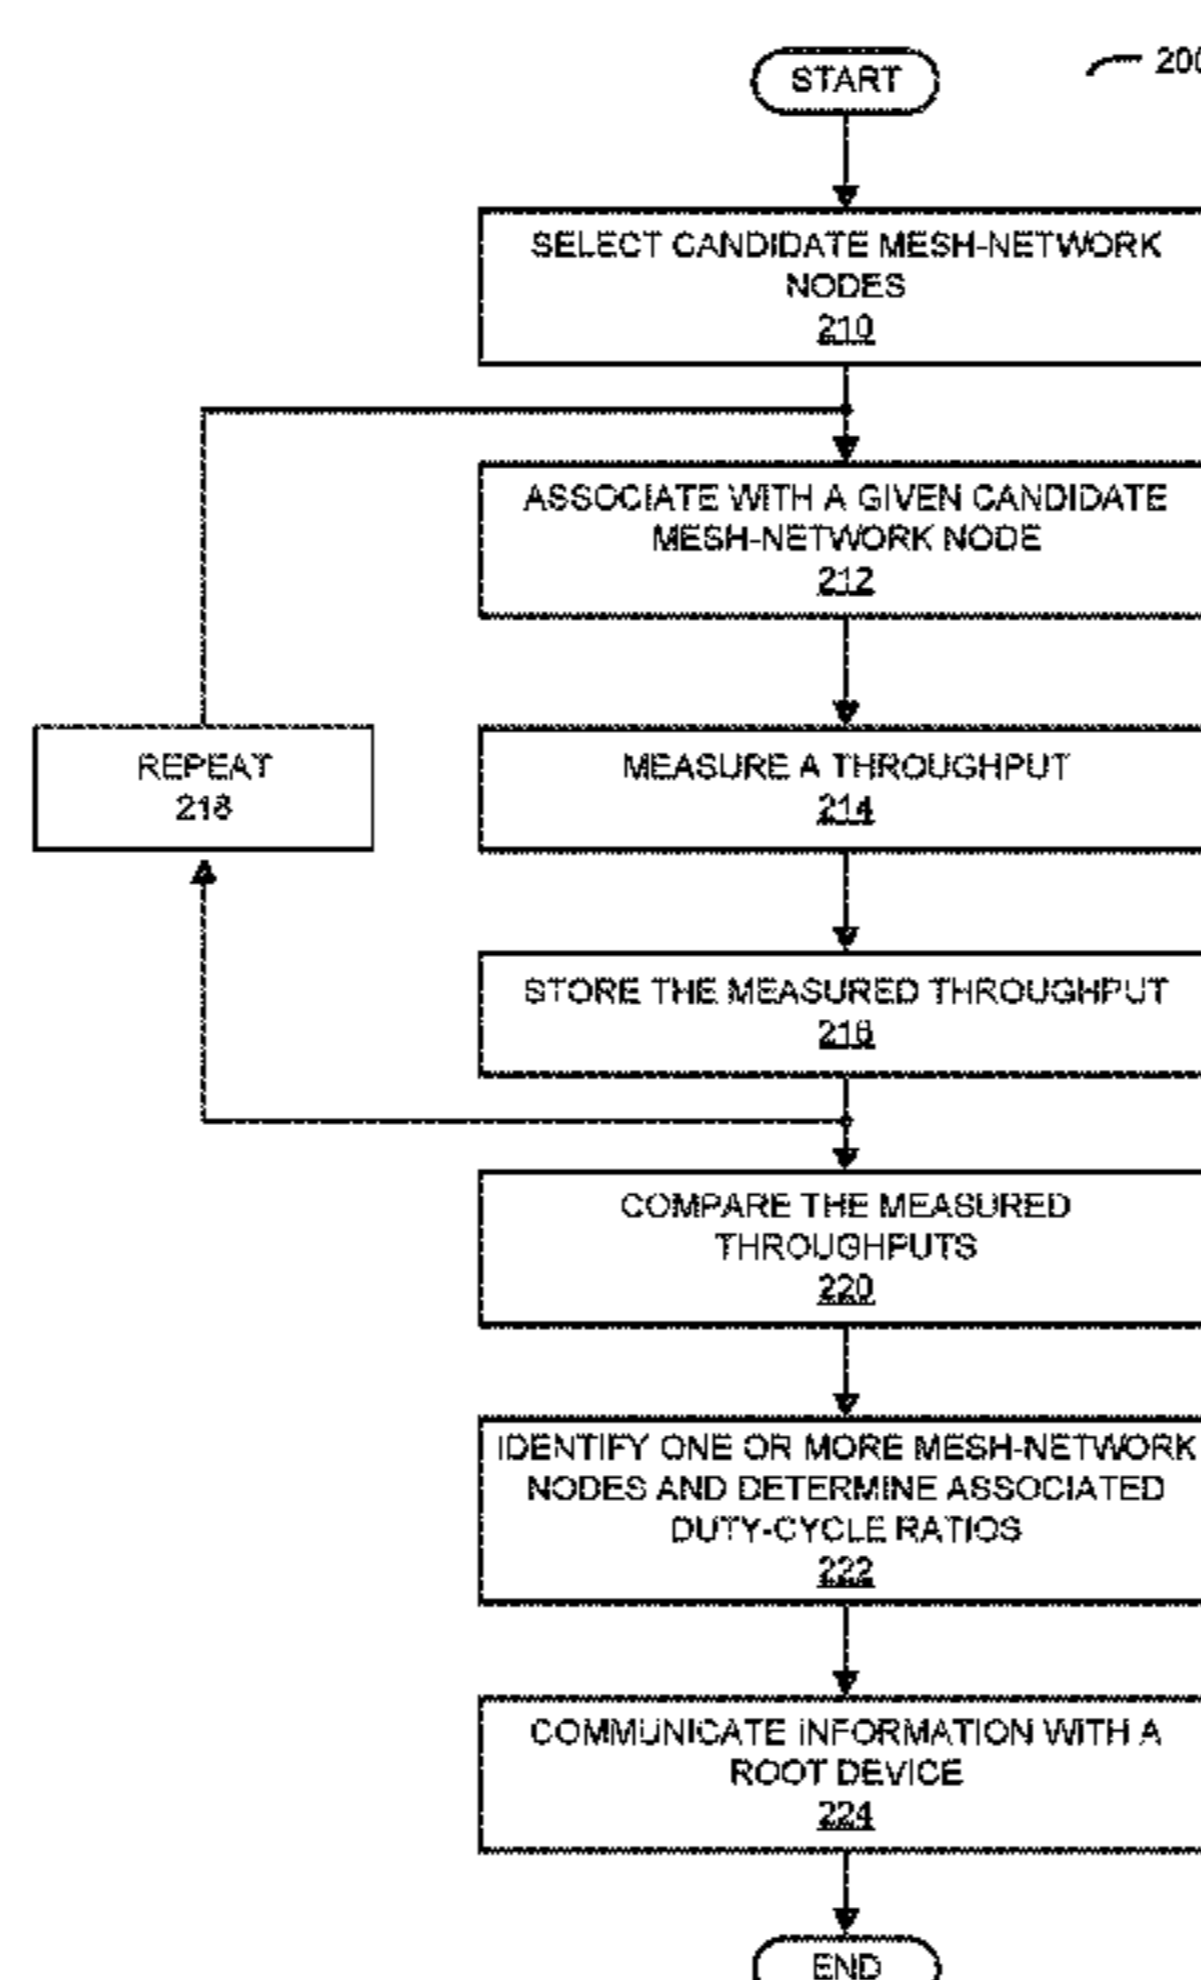 START
200
SELECT CANDIDATE MESH-NETWORK
NODES
210
ASSOCIATE WITH A GIVEN CANDIDATE
MESH-NETWORK NODE
212
REPEAT
218
MEASURE A THROUGHPUT
214
STORE THE MEASURED THROUGHPUT
216
COMPARE THE MEASURED
THROUGHPUTS
220
IDENTIFY ONE OR MORE MESH-NETWORK
NODES AND DETERMINE ASSOCIATED
DUTY-CYCLE RATIOS
222
COMMUNICATE INFORMATION WITH A
ROOT DEVICE
224
END